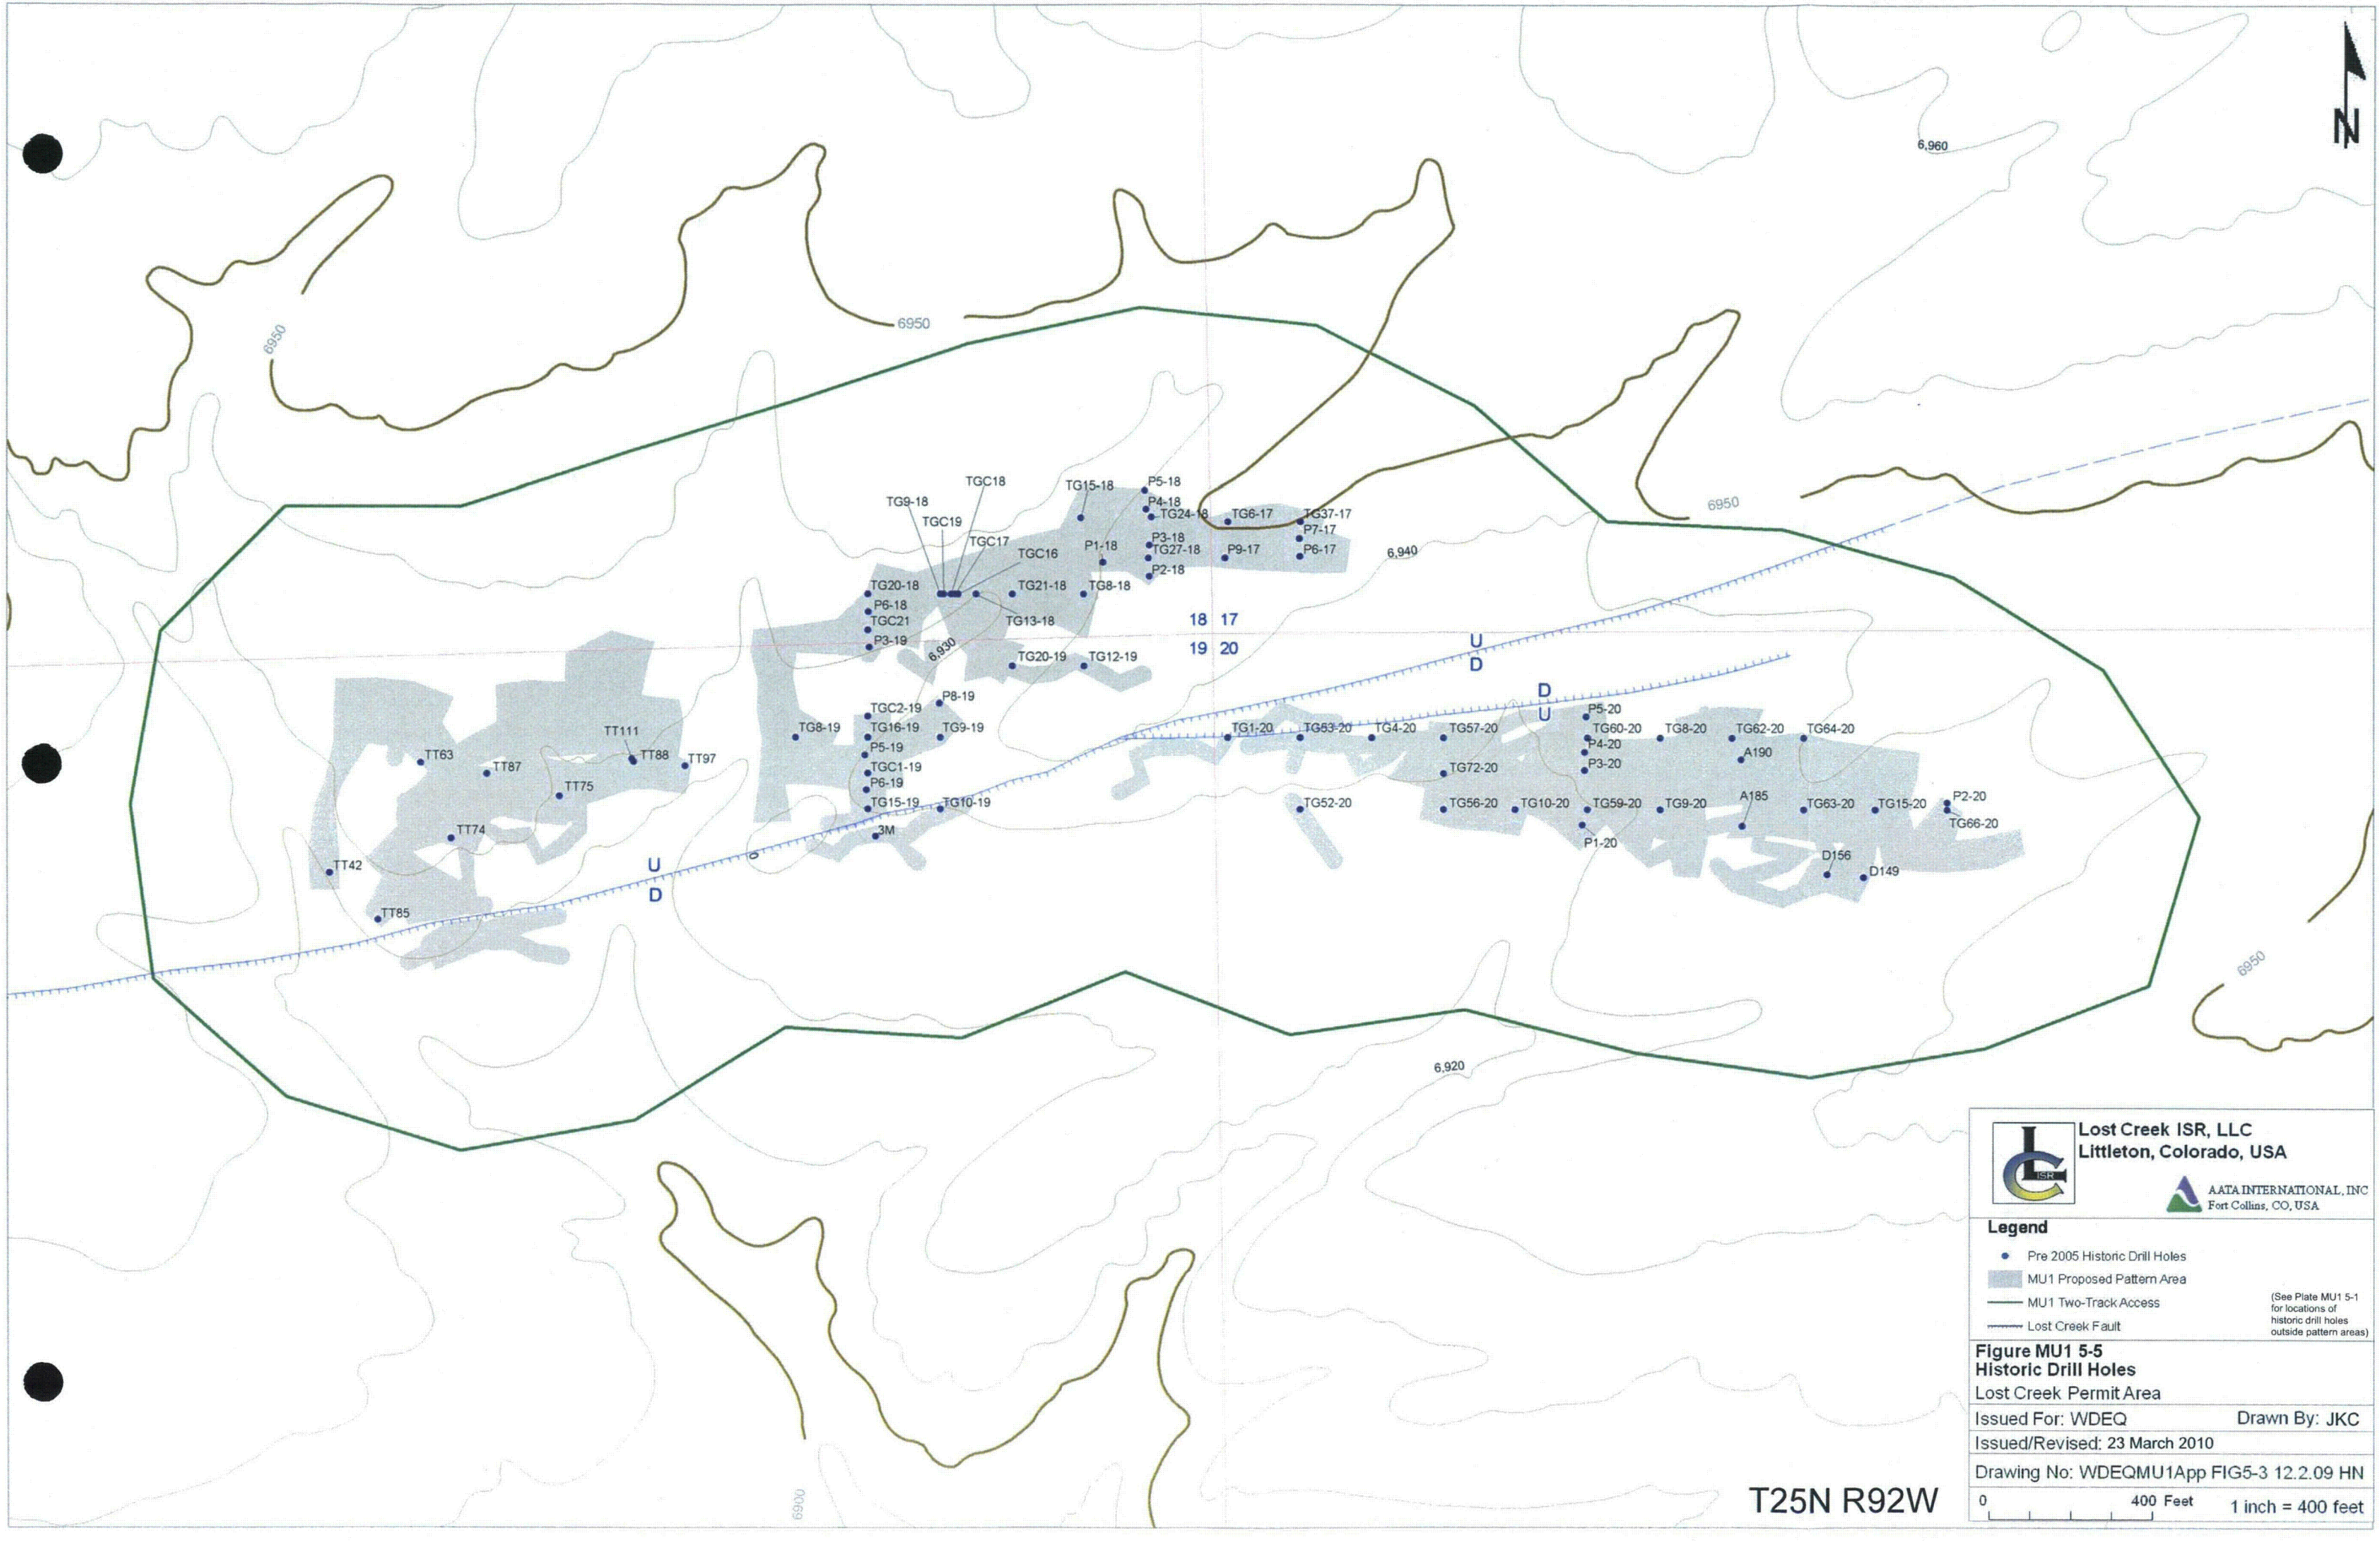 N
6,960
6950
6950
TGC18
TG9-18
TGC19
TGC17
TGC16
TG15-18
P5-18
P4-18
TG24-18
P3-18
TG27-18
P2-18
P1-18
TG6-17
TG37-17
P7-17
P9-17
P6-17
6,940
6950
TG20-18
P6-18
TGC21
P3-19
TG21-18
TG8-18
TG13-18
18 17
19 20
6,930
TG20-19
TG12-19
U
D
D
U
P8-19
TGC2-19
TG8-19
TG16-19
TG9-19
P5-19
TGC1-19
P6-19
TG15-19
TG10-19
3M
TT111
TT63
TT87
TT88
TT97
TT75
TT74
TT42
TT85
U
D
TG1-20
TG53-20
TG4-20
TG57-20
P5-20
TG60-20
P4-20
P3-20
TG8-20
TG62-20
TG64-20
A190
TG72-20
TG52-20
TG56-20
TG10-20
TG59-20
TG9-20
A185
TG63-20
TG15-20
P2-20
TG66-20
P1-20
D156
D149
6950
6,920
6900
T25N R92W
Lost Creek ISR, LLC
Littleton, Colorado, USA
LC ISR
AATA INTERNATIONAL, INC
Fort Collins, CO, USA
Legend
Pre 2005 Historic Drill Holes
MU1 Proposed Pattern Area
MU1 Two-Track Access
Lost Creek Fault
(See Plate MU1 5-1
for locations of
historic drill holes
outside pattern areas)
Figure MU1 5-5
Historic Drill Holes
Lost Creek Permit Area
Issued For: WDEQ Drawn By: JKC
Issued/Revised: 23 March 2010
Drawing No: WDEQMU1App FIG5-3 12.2.09 HN
0 400 Feet 1 inch = 400 feet